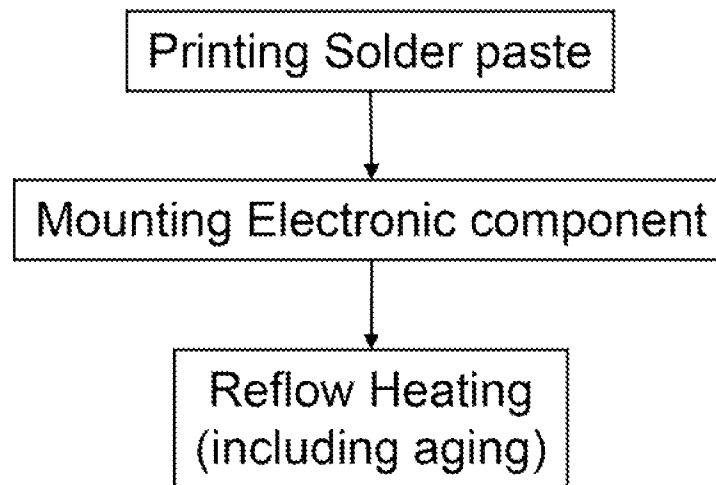 Printing Solder paste
Mounting Electronic component
Reflow Heating
(including aging)